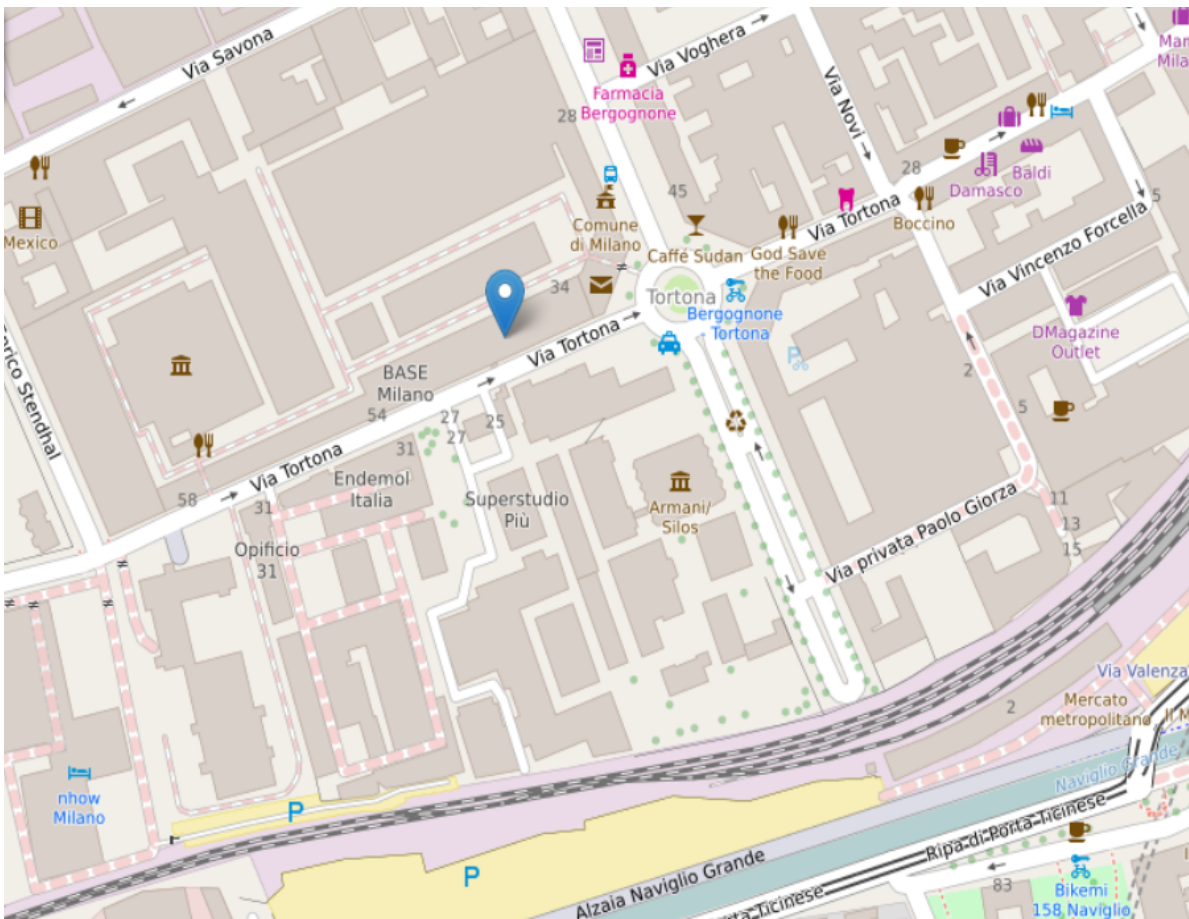 Via Savona
Via Voghera
Farmacia
Bergognone
28
Via Novi
Mexico
Comune
di Milano
45
Caffé Sudan
God Save
the Food
Via Tortona
28
Boccino
Damasco
Baldi
5
Via Vincenzo Forcella
34
Tortona
Bergognone
Tortona
P
DMagazine
Outlet
Via Tortona
BASE
Milano
54
27
27
25
31
2
5
Via Tortona
58
31
Endemol
Italia
Superstudio
Più
Armani/
Silos
Opificio
31
Via privata Paolo Giorza
11
13
15
Stendhal
nhow
Milano
P
P
2
Via Valenza
Mercato
metropolitano
Il M
Naviglio Grande
Ripa di Porta Ticinese
Alzaia Naviglio Grande
Ticinese
83
Bikemi
158 Naviglio